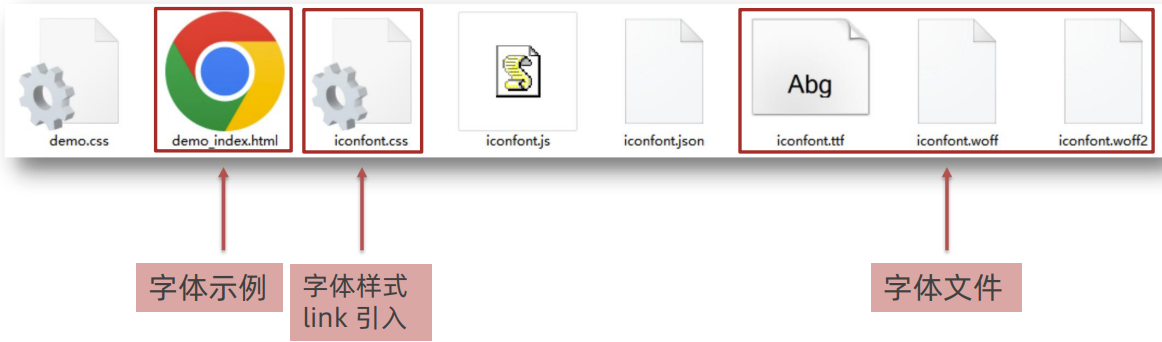 Abg
demo.css
demo_index.html
iconfont.css
iconfont.js
iconfont.json
iconfont.ttf
iconfont.woff
iconfont.woff2
字体示例
字体样式
link 引入
字体文件